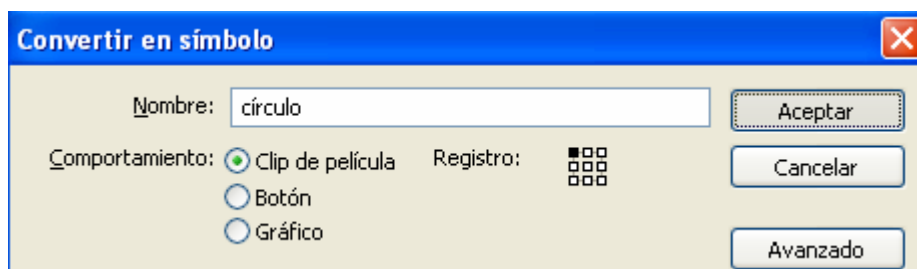 Convertir en símbolo
Nombre: círculo
Aceptar
Comportamiento: Clip de película Registro:
Cancelar
Botón
Gráfico
Avanzado